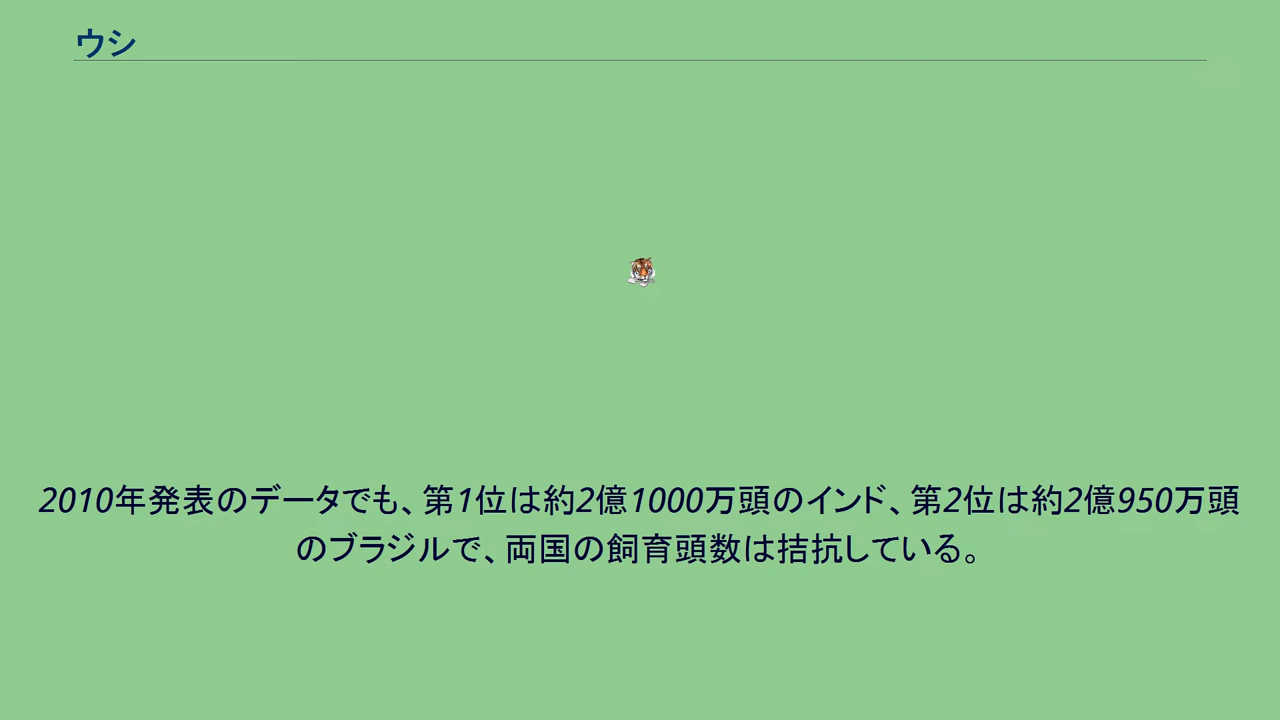 ウシ
2010年発表のデータでも、第1位は約2億1000万頭のインド、第2位は約2億950万頭
のブラジルで、両国の飼育頭数は拮抗している。